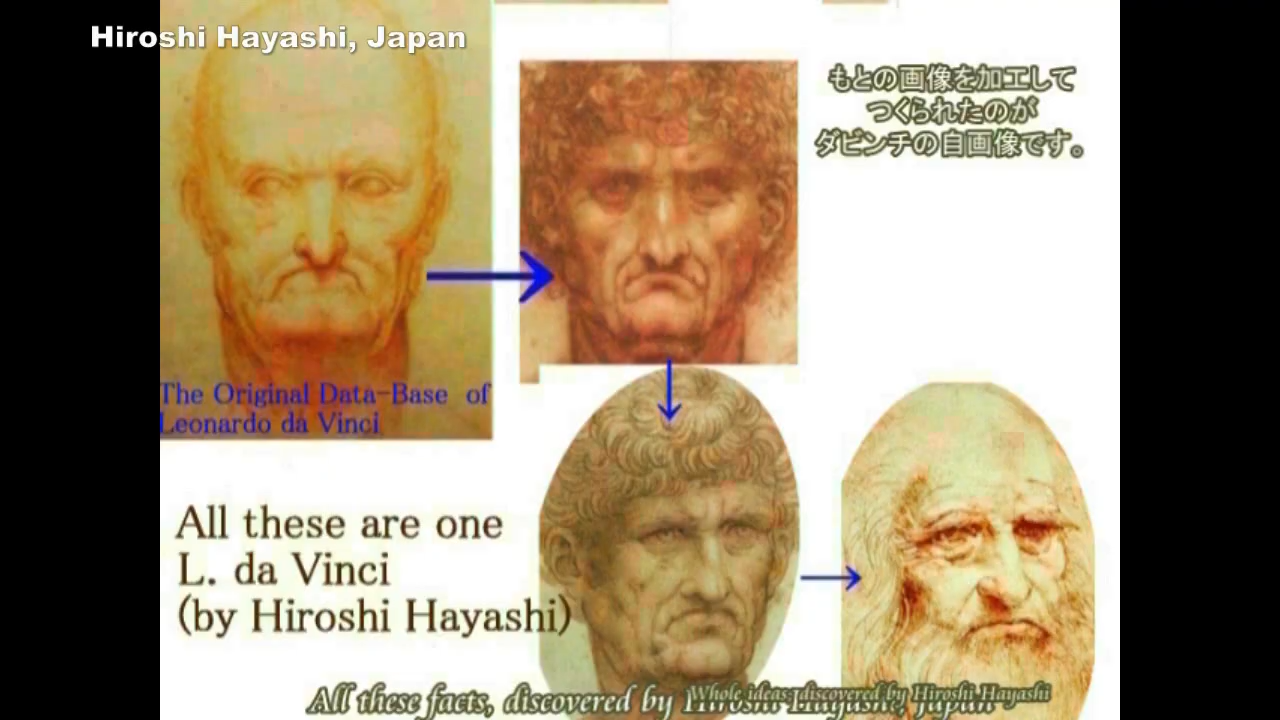 Hiroshi Hayashi, Japan
もとの画像を加工して
つくられたのが
ダビンチの自画像です。
The Original Data-Base of
Leonardo da Vinci
All these are one
L. da Vinci
(by Hiroshi Hayashi)
All these facts, discovered by Hiroshi Hayashi, Japan
Whole ideas, discovered by Hiroshi Hayashi